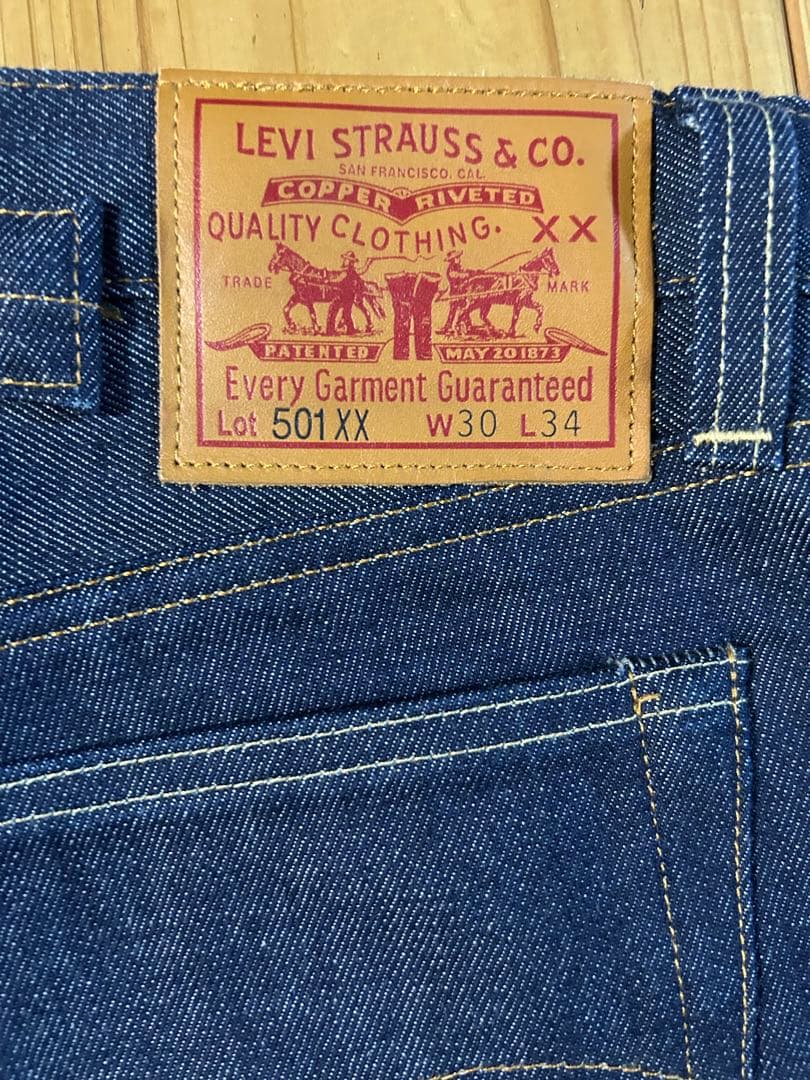 LEVI STRAUSS & CO.
SAN FRANCISCO, CAL.
COPPER RIVETED
QUALITY CLOTHING. XX
TRADE MARK
PATENTED MAY 20 1873
Every Garment Guaranteed
Lot 501XX W30 L34